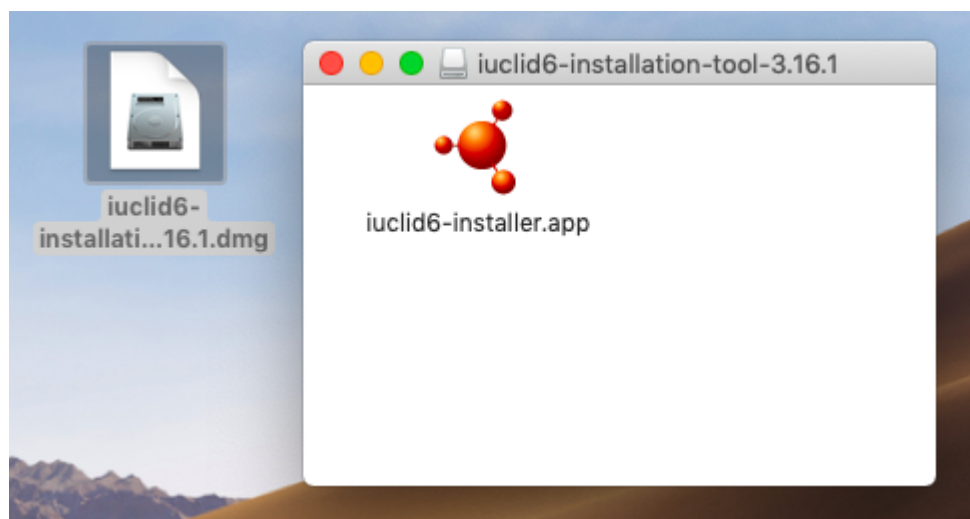 iuclid6-
installati...16.1.dmg
iuclid6-installation-tool-3.16.1
iuclid6-installer.app